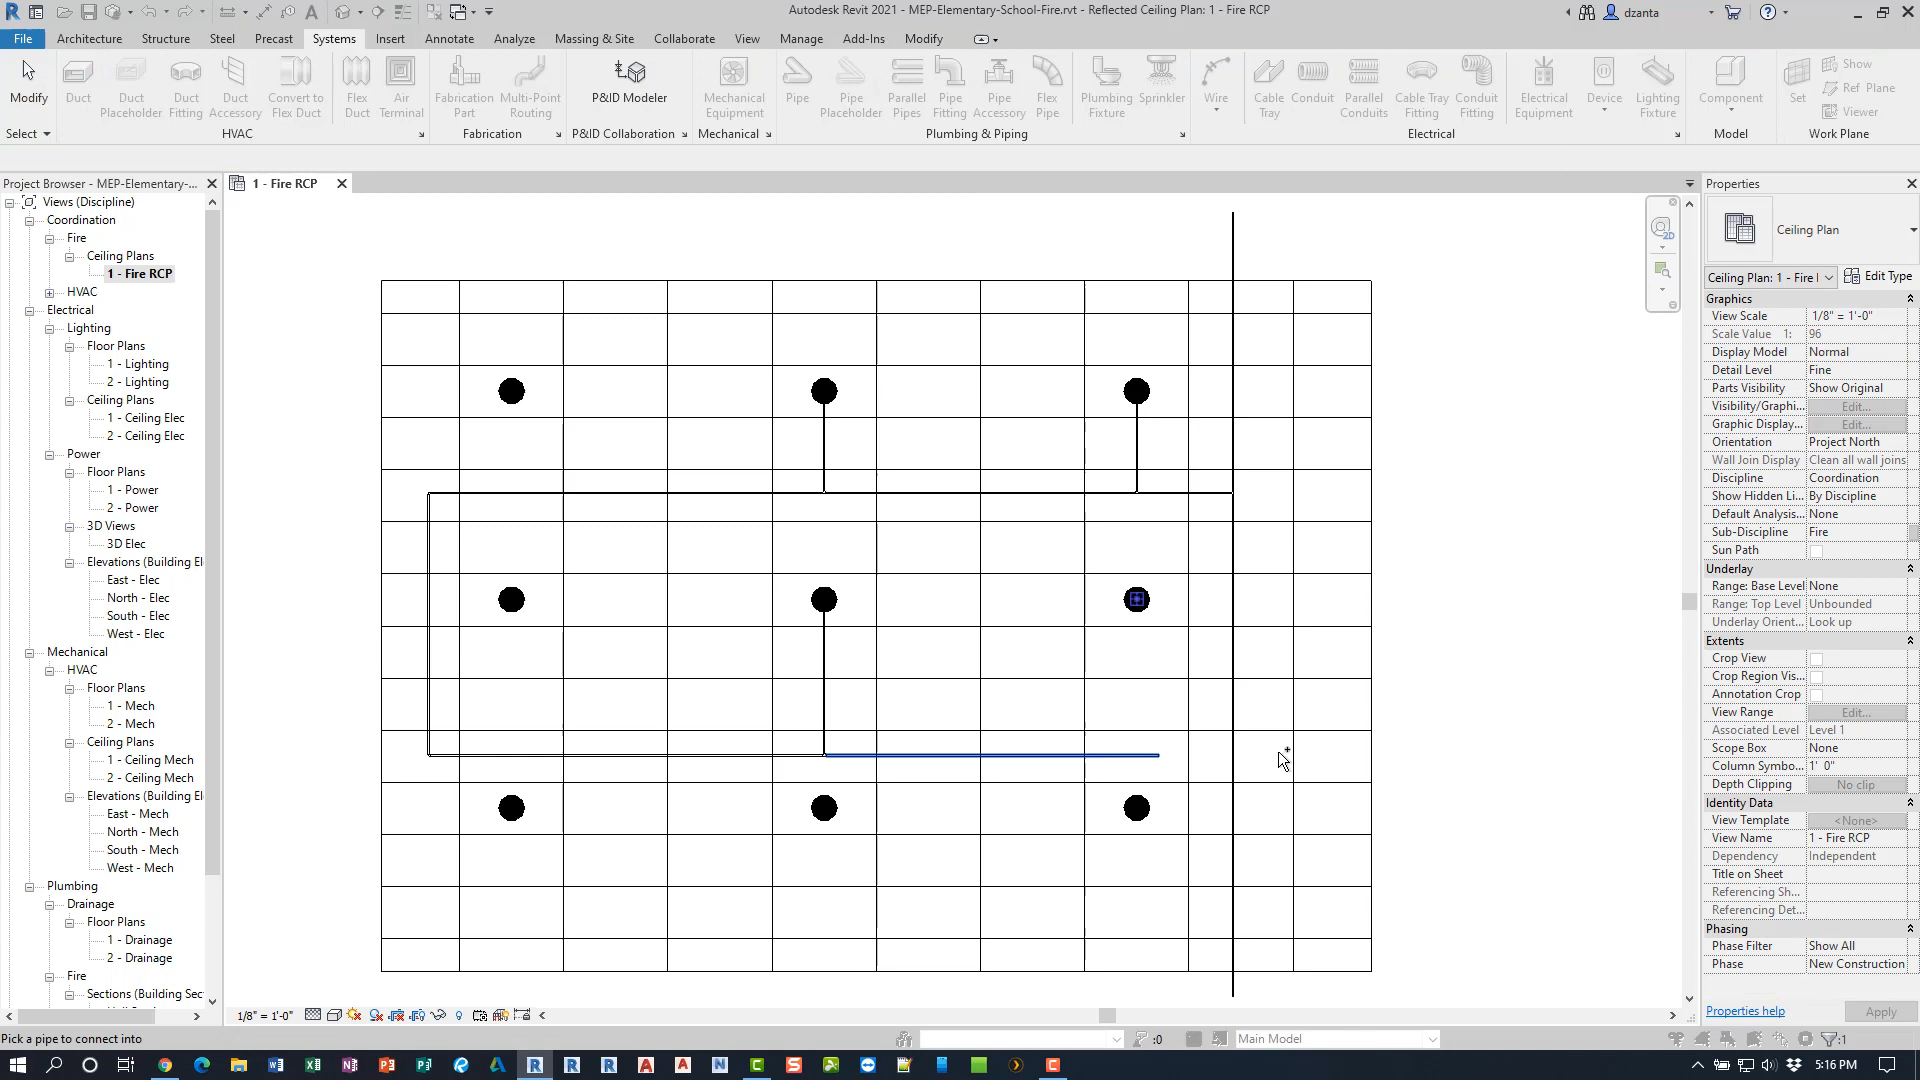 Autodesk Revit 2021 - MEP-Elementary-School-Fire.rvt - Reflected Ceiling Plan: 1 - Fire RCP
dzanta
File Architecture Structure Steel Precast Systems Insert Annotate Analyze Massing & Site Collaborate View Manage Add-Ins Modify
Modify
Duct
Duct Placeholder
Duct Fitting
Duct Accessory
Convert to Flex Duct
Flex Duct
Air Terminal
Fabrication Part
Multi-Point Routing
P&ID Modeler
Mechanical Equipment
Pipe
Pipe Placeholder
Parallel Pipes
Pipe Fitting
Pipe Accessory
Flex Pipe
Plumbing Fixture
Sprinkler
Wire
Cable Tray
Conduit
Parallel Conduits
Cable Tray Fitting
Conduit Fitting
Electrical Equipment
Device
Lighting Fixture
Component
Set
Show
Ref Plane
Viewer
Select HVAC Fabrication P&ID Collaboration Mechanical Plumbing & Piping Electrical Model Work Plane
Project Browser - MEP-Elementary-...
Views (Discipline)
Coordination
Fire
Ceiling Plans
1 - Fire RCP
HVAC
Electrical
Lighting
Floor Plans
1 - Lighting
2 - Lighting
Ceiling Plans
1 - Ceiling Elec
2 - Ceiling Elec
Power
Floor Plans
1 - Power
2 - Power
3D Views
3D Elec
Elevations (Building El
East - Elec
North - Elec
South - Elec
West - Elec
Mechanical
HVAC
Floor Plans
1 - Mech
2 - Mech
Ceiling Plans
1 - Ceiling Mech
2 - Ceiling Mech
Elevations (Building El
East - Mech
North - Mech
South - Mech
West - Mech
Plumbing
Drainage
Floor Plans
1 - Drainage
2 - Drainage
Fire
Sections (Building Sec
1 - Fire RCP
2D
Properties
Ceiling Plan
Ceiling Plan: 1 - Fire I Edit Type
Graphics
View Scale 1/8" = 1'-0"
Scale Value 1: 96
Display Model Normal
Detail Level Fine
Parts Visibility Show Original
Visibility/Graphi... Edit...
Graphic Display... Edit...
Orientation Project North
Wall Join Display Clean all wall joins
Discipline Coordination
Show Hidden Li... By Discipline
Default Analysis... None
Sub-Discipline Fire
Sun Path
Underlay
Range: Base Level None
Range: Top Level Unbounded
Underlay Orient... Look up
Extents
Crop View
Crop Region Vis...
Annotation Crop
View Range Edit...
Associated Level Level 1
Scope Box None
Column Symbo... 1' 0"
Depth Clipping No clip
Identity Data
View Template <None>
View Name 1 - Fire RCP
Dependency Independent
Title on Sheet
Referencing Sh...
Referencing Det...
Phasing
Phase Filter Show All
Phase New Construction
Properties help Apply
1/8" = 1'-0"
Pick a pipe to connect into
:0
Main Model
:1
5:16 PM